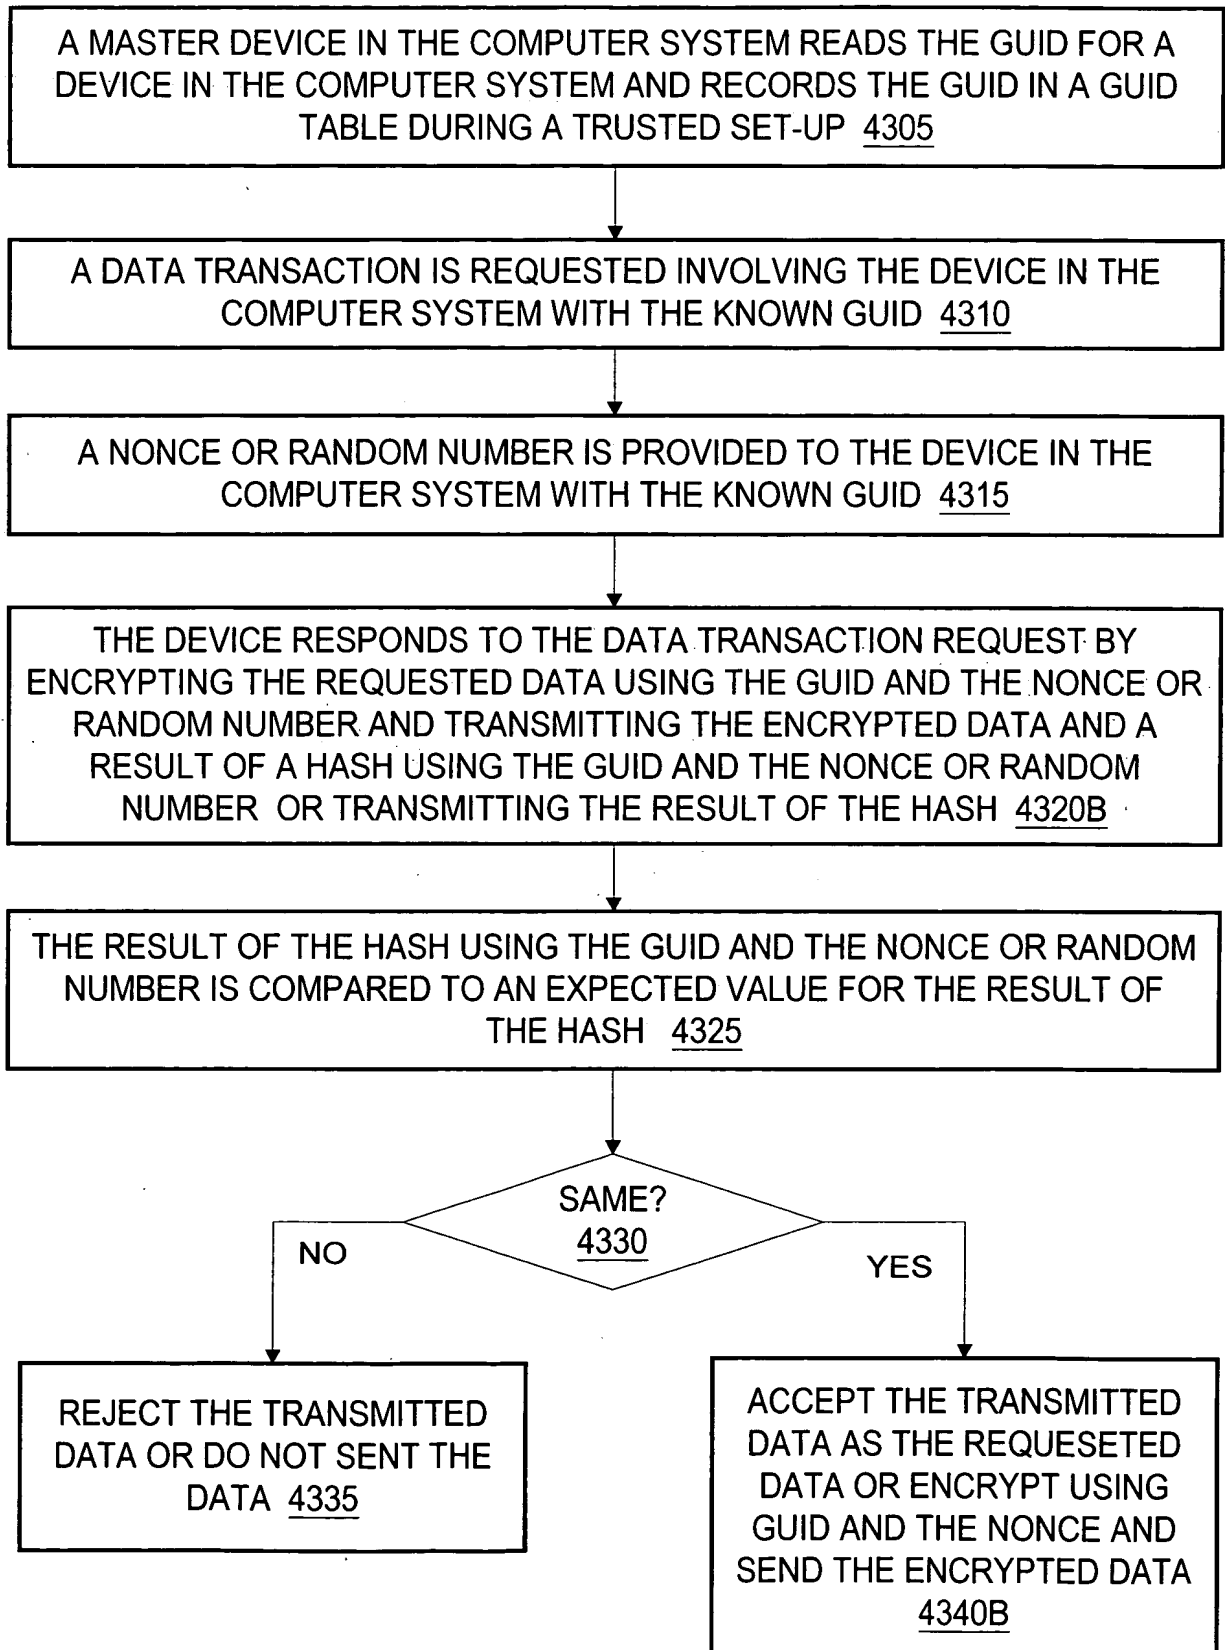 A MASTER DEVICE IN THE COMPUTER SYSTEM READS THE GUID FOR A
DEVICE IN THE COMPUTER SYSTEM AND RECORDS THE GUID IN A GUID
TABLE DURING A TRUSTED SET-UP 4305
A DATA TRANSACTION IS REQUESTED INVOLVING THE DEVICE IN THE
COMPUTER SYSTEM WITH THE KNOWN GUID 4310
A NONCE OR RANDOM NUMBER IS PROVIDED TO THE DEVICE IN THE
COMPUTER SYSTEM WITH THE KNOWN GUID 4315
THE DEVICE RESPONDS TO THE DATA TRANSACTION REQUEST BY
ENCRYPTING THE REQUESTED DATA USING THE GUID AND THE NONCE OR
RANDOM NUMBER AND TRANSMITTING THE ENCRYPTED DATA AND A
RESULT OF A HASH USING THE GUID AND THE NONCE OR RANDOM
NUMBER OR TRANSMITTING THE RESULT OF THE HASH 4320B
THE RESULT OF THE HASH USING THE GUID AND THE NONCE OR RANDOM
NUMBER IS COMPARED TO AN EXPECTED VALUE FOR THE RESULT OF
THE HASH 4325
SAME?
4330
NO
YES
REJECT THE TRANSMITTED
DATA OR DO NOT SENT THE
DATA 4335
ACCEPT THE TRANSMITTED
DATA AS THE REQUESETED
DATA OR ENCRYPT USING
GUID AND THE NONCE AND
SEND THE ENCRYPTED DATA
4340B